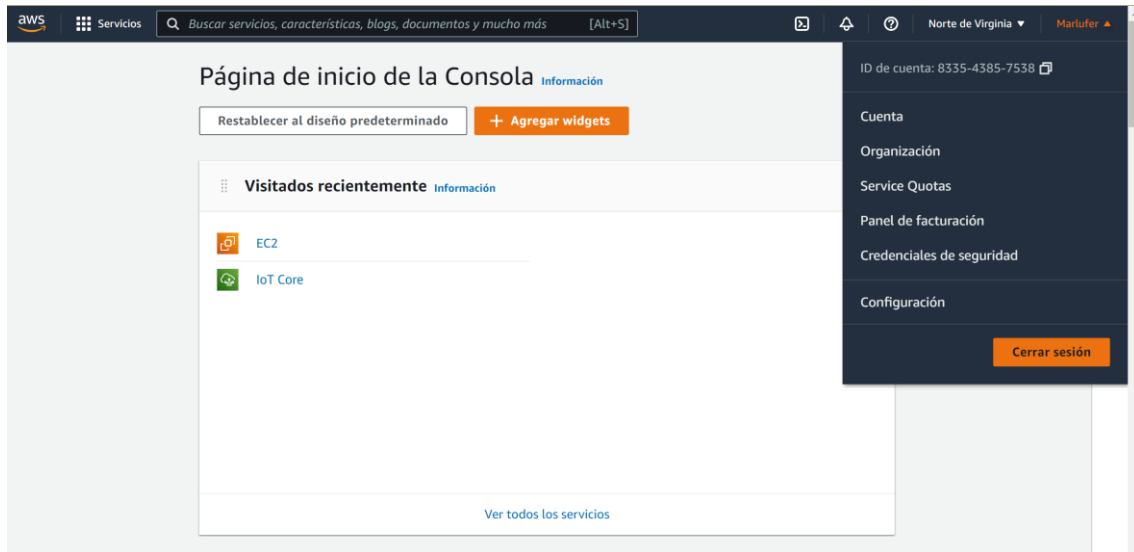 aws
Servicios
Buscar servicios, características, blogs, documentos y mucho más [Alt+S]
Norte de Virginia
Marlufer
ID de cuenta: 8335-4385-7538
Cuenta
Organización
Service Quotas
Panel de facturación
Credenciales de seguridad
Configuración
Cerrar sesión
Página de inicio de la Consola Información
Restablecer al diseño predeterminado
+ Agregar widgets
Visitados recientemente Información
EC2
IoT Core
Ver todos los servicios